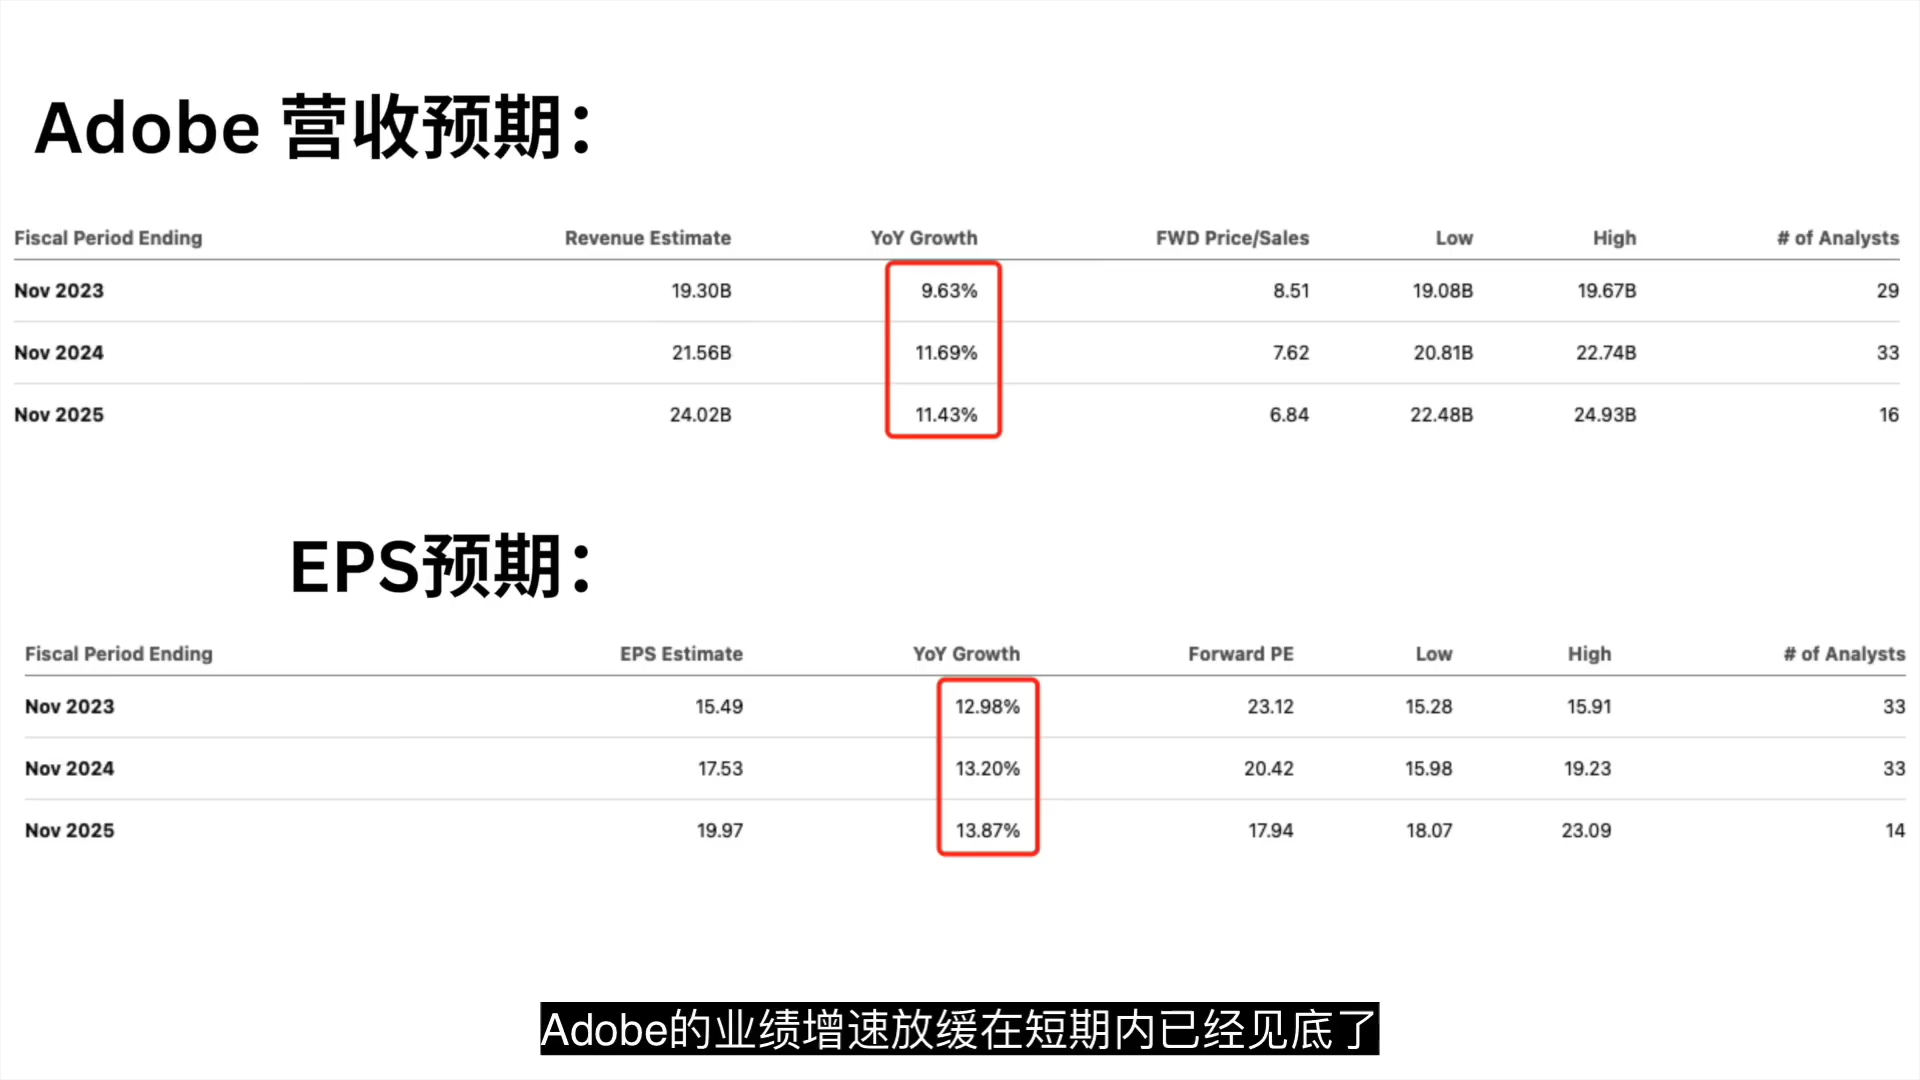 Adobe 营收预期：
Fiscal Period Ending Revenue Estimate YoY Growth FWD Price/Sales Low High # of Analysts
Nov 2023 19.30B 9.63% 8.51 19.08B 19.67B 29
Nov 2024 21.56B 11.69% 7.62 20.81B 22.74B 33
Nov 2025 24.02B 11.43% 6.84 22.48B 24.93B 16
EPS预期：
Fiscal Period Ending EPS Estimate YoY Growth Forward PE Low High # of Analysts
Nov 2023 15.49 12.98% 23.12 15.28 15.91 33
Nov 2024 17.53 13.20% 20.42 15.98 19.23 33
Nov 2025 19.97 13.87% 17.94 18.07 23.09 14
Adobe的业绩增速放缓在短期内已经见底了